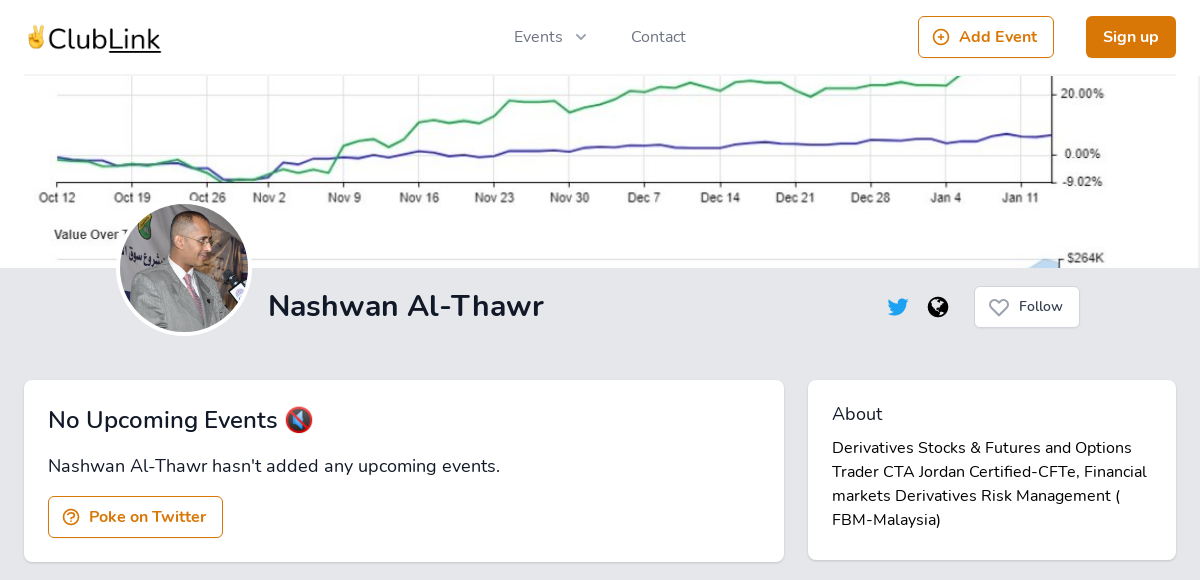 ✌ClubLink
Events
Contact
Add Event
Sign up
20.00%
0.00%
-9.02%
Oct 12 Oct 19 Oct 26 Nov 2 Nov 9 Nov 16 Nov 23 Nov 30 Dec 7 Dec 14 Dec 21 Dec 28 Jan 4 Jan 11
Value Over
$264K
مشروع سوق
Nashwan Al-Thawr
Follow
No Upcoming Events 🔇
Nashwan Al-Thawr hasn't added any upcoming events.
Poke on Twitter
About
Derivatives Stocks & Futures and Options
Trader CTA Jordan Certified-CFTe, Financial
markets Derivatives Risk Management (
FBM-Malaysia)